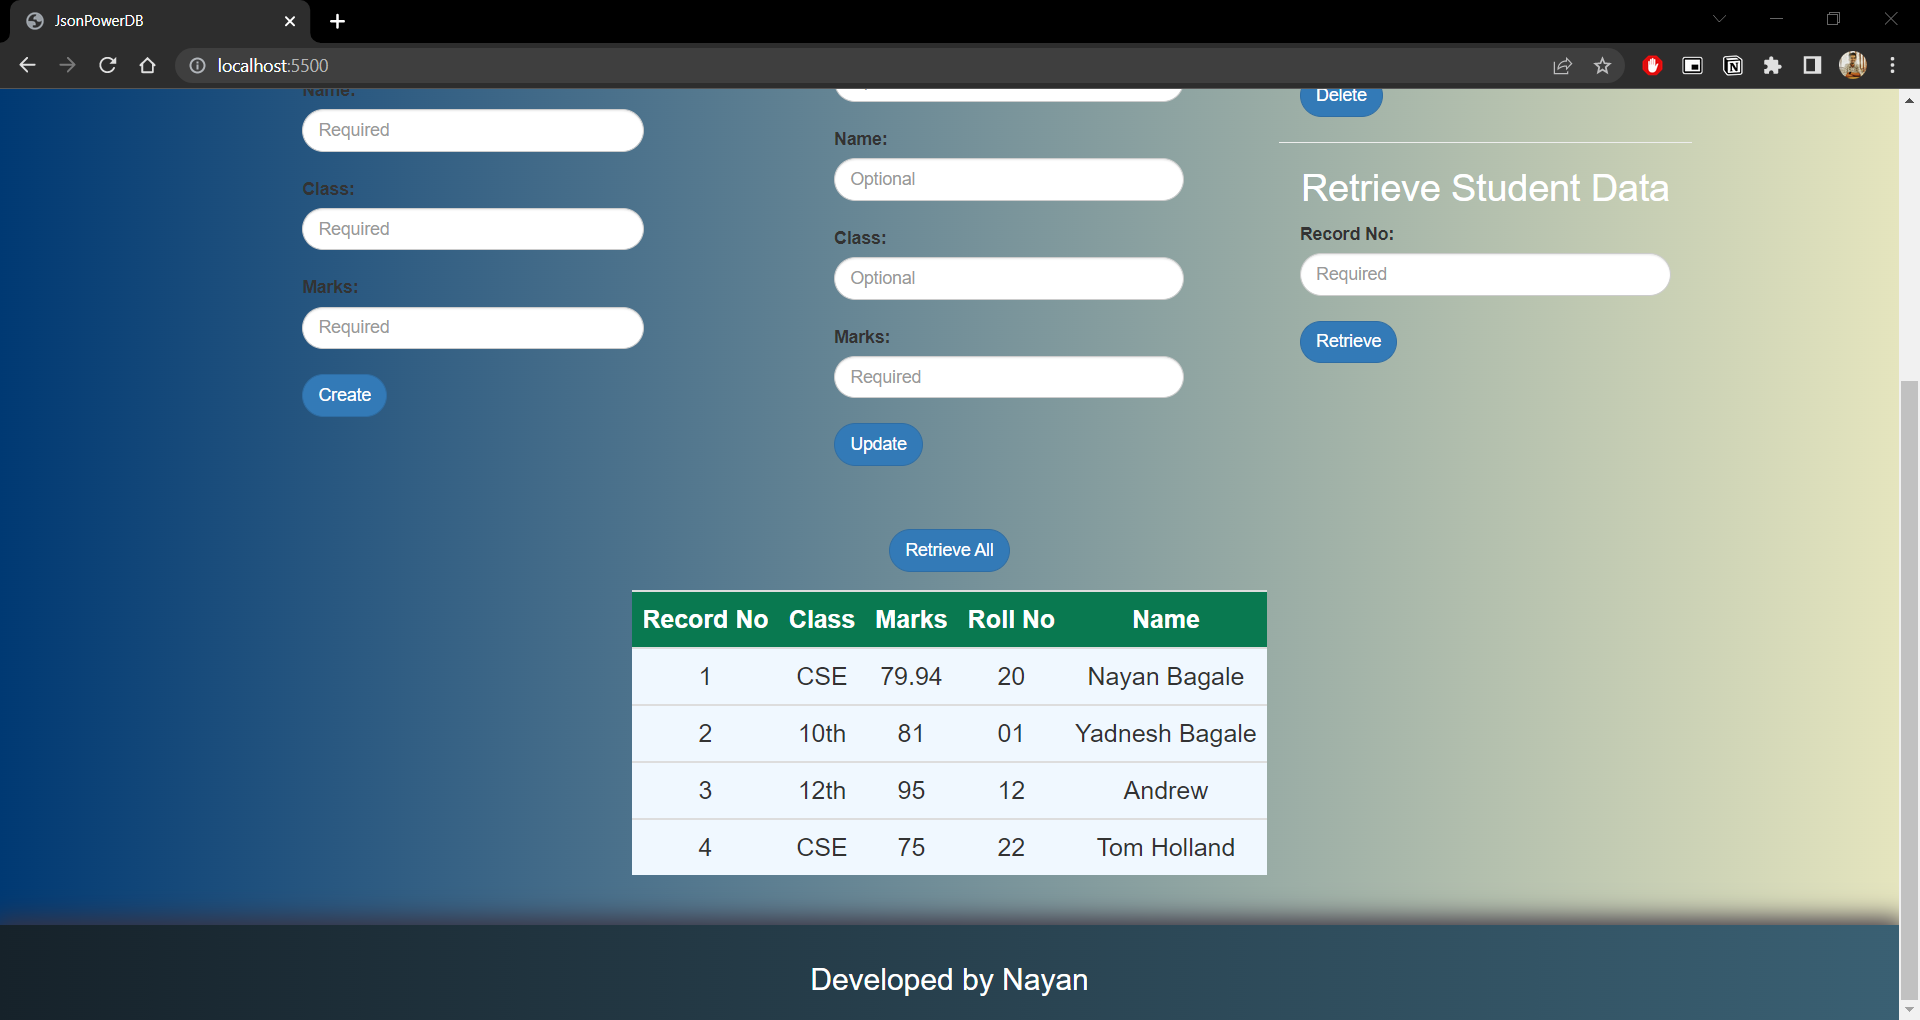 JsonPowerDB
localhost:5500
Name:
Required
Class:
Required
Marks:
Required
Create
Name:
Optional
Class:
Optional
Marks:
Required
Update
Delete
Retrieve Student Data
Record No:
Required
Retrieve
Retrieve All
Record No Class Marks Roll No Name
1 CSE 79.94 20 Nayan Bagale
2 10th 81 01 Yadnesh Bagale
3 12th 95 12 Andrew
4 CSE 75 22 Tom Holland
Developed by Nayan